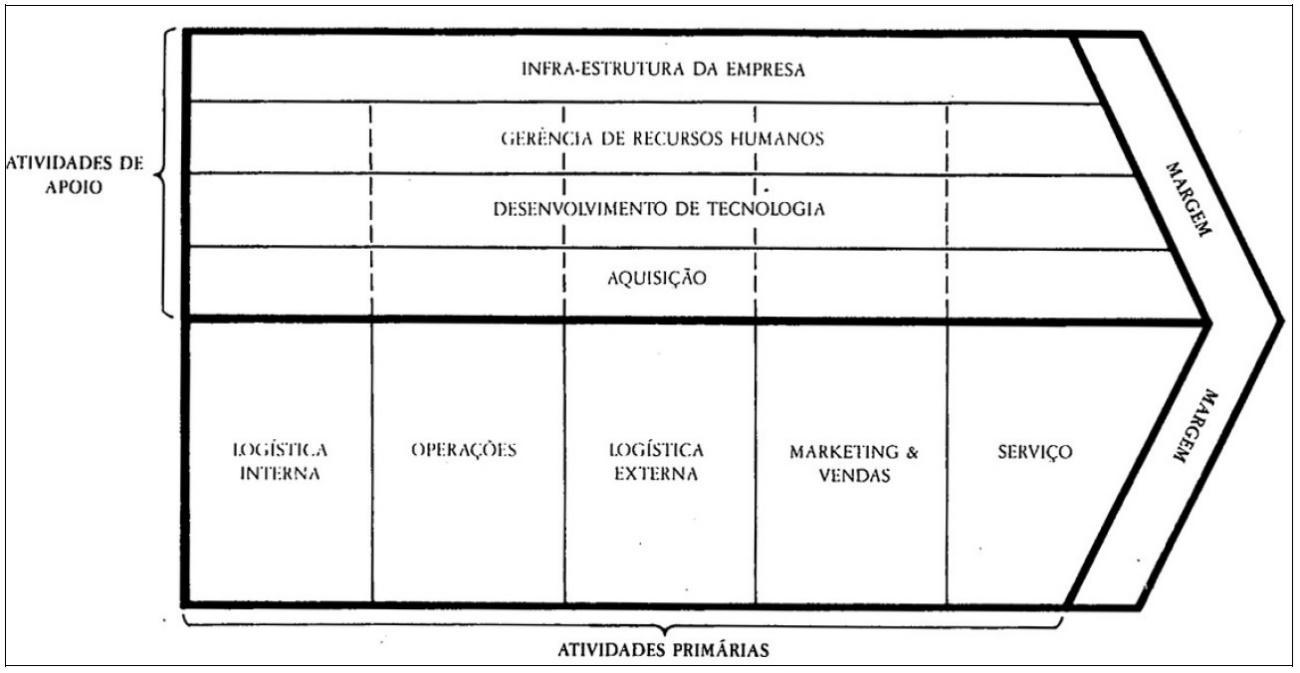 INFRA-ESTRUTURA DA EMPRESA
GERÊNCIA DE RECURSOS HUMANOS
ATIVIDADES DE
APOIO
DESENVOLVIMENTO DE TECNOLOGIA
AQUISIÇÃO
MARGEM
LOGÍSTICA
INTERNA
OPERAÇÕES
LOGÍSTICA
EXTERNA
MARKETING &
VENDAS
SERVIÇO
MARGEM
ATIVIDADES PRIMÁRIAS